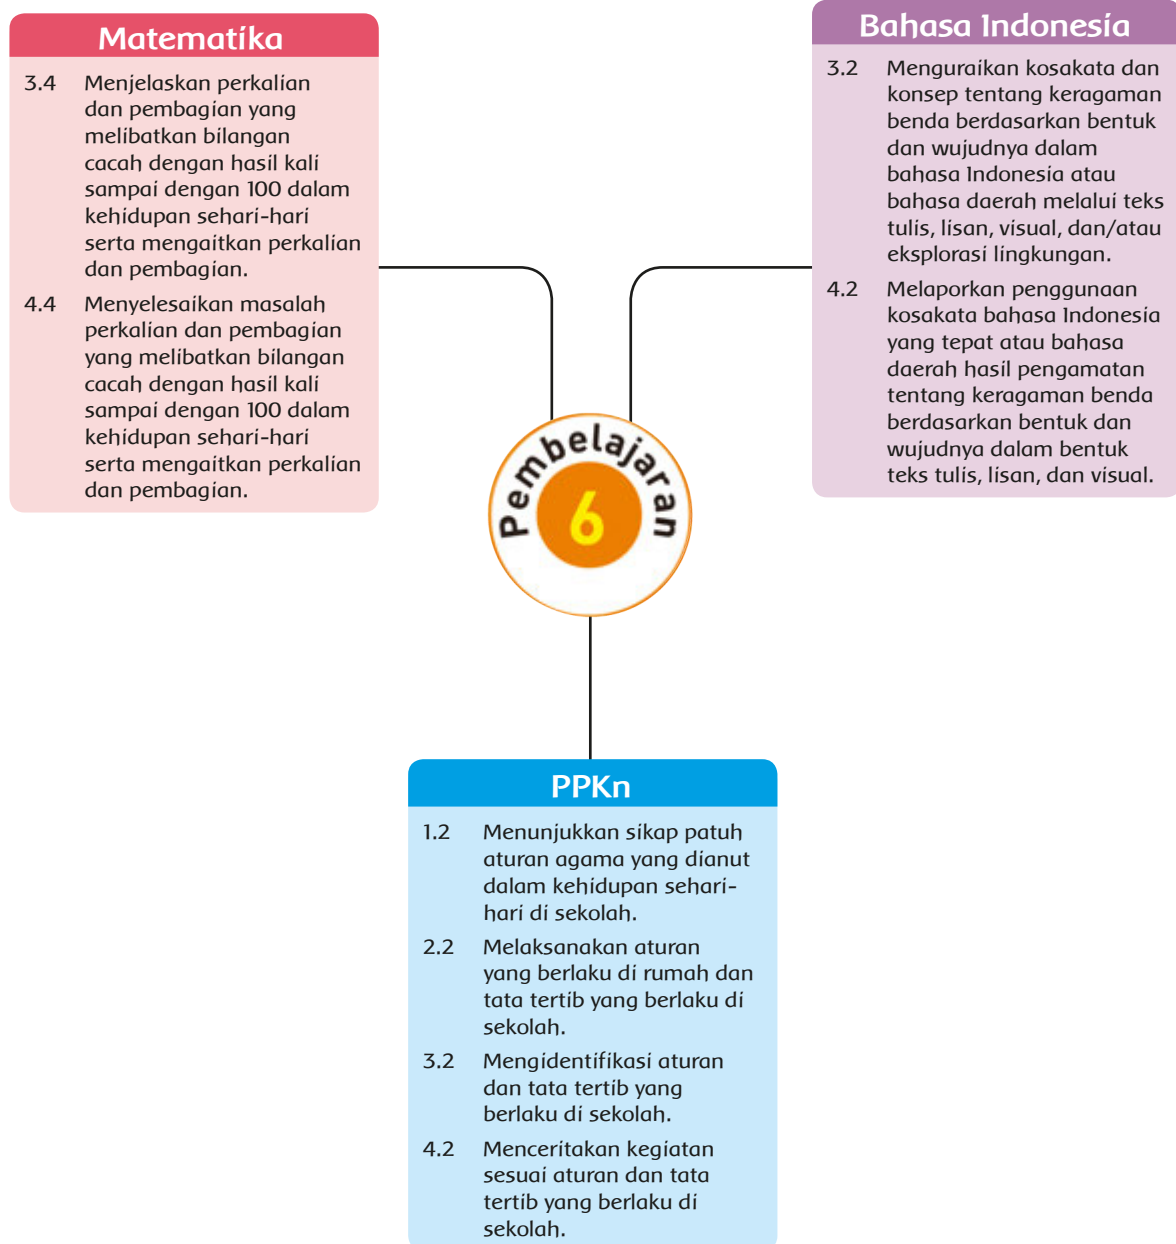 Matematika
3.4 Menjelaskan perkalian
dan pembagian yang
melibatkan bilangan
cacah dengan hasil kali
sampai dengan 100 dalam
kehidupan sehari-hari
serta mengaitkan perkalian
dan pembagian.
4.4 Menyelesaikan masalah
perkalian dan pembagian
yang melibatkan bilangan
cacah dengan hasil kali
sampai dengan 100 dalam
kehidupan sehari-hari
serta mengaitkan perkalian
dan pembagian.
Bahasa Indonesia
3.2 Menguraikan kosakata dan
konsep tentang keragaman
benda berdasarkan bentuk
dan wujudnya dalam
bahasa Indonesia atau
bahasa daerah melalui teks
tulis, lisan, visual, dan/atau
eksplorasi lingkungan.
4.2 Melaporkan penggunaan
kosakata bahasa Indonesia
yang tepat atau bahasa
daerah hasil pengamatan
tentang keragaman benda
berdasarkan bentuk dan
wujudnya dalam bentuk
teks tulis, lisan, dan visual.
Pembelajaran
6
PPKn
1.2 Menunjukkan sikap patuh
aturan agama yang dianut
dalam kehidupan sehari-
hari di sekolah.
2.2 Melaksanakan aturan
yang berlaku di rumah dan
tata tertib yang berlaku di
sekolah.
3.2 Mengidentifikasi aturan
dan tata tertib yang
berlaku di sekolah.
4.2 Menceritakan kegiatan
sesuai aturan dan tata
tertib yang berlaku di
sekolah.